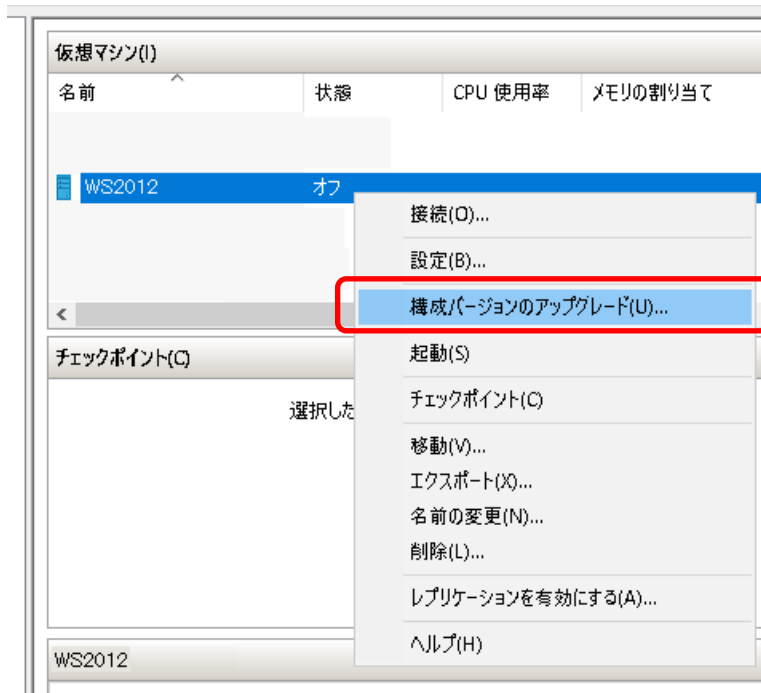 仮想マシン(I)
名前 状態 CPU 使用率 メモリの割り当て
WS2012 オフ
接続(O)...
設定(B)...
構成バージョンのアップグレード(U)...
起動(S)
チェックポイント(C)
移動(V)...
エクスポート(X)...
名前の変更(N)...
削除(L)...
レプリケーションを有効にする(A)...
ヘルプ(H)
チェックポイント(C)
選択した
WS2012